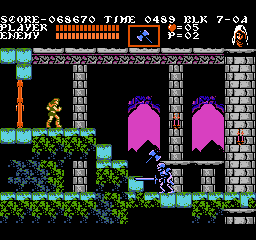 SCORE-068670 TIME 0489 BLK 7-0A
PLAYER =05
ENEMY P=02